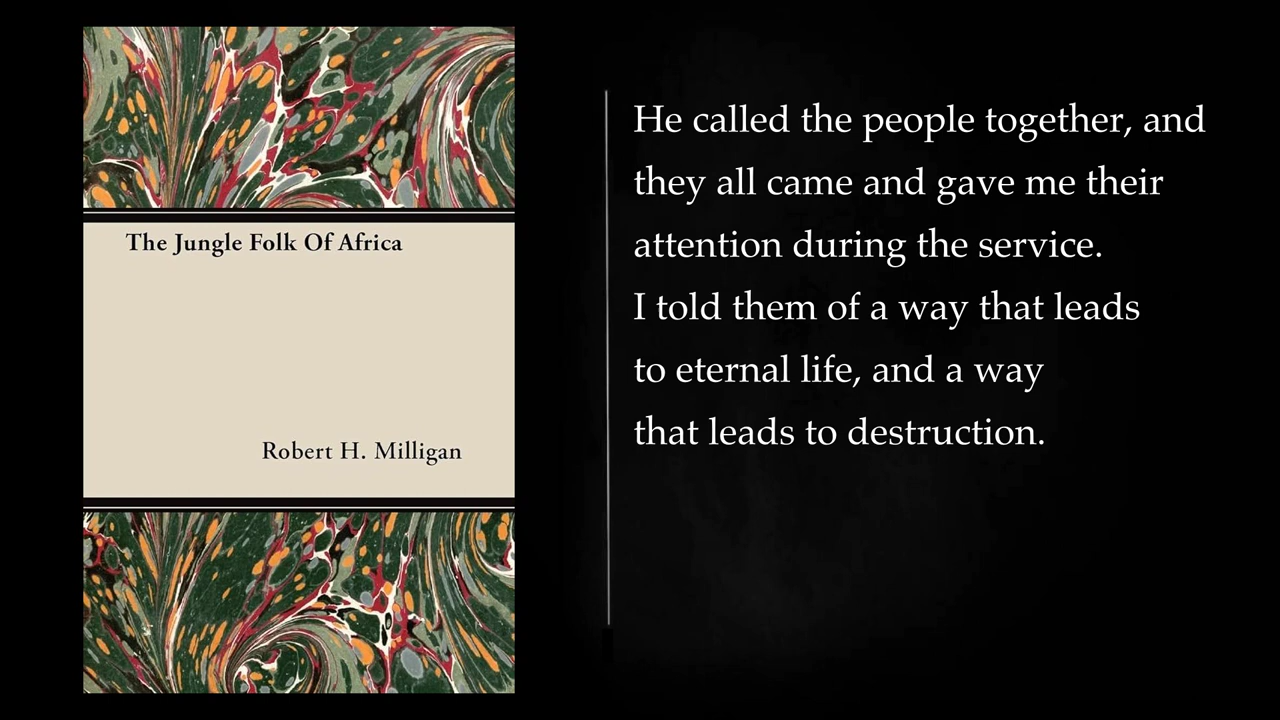 The Jungle Folk Of Africa
Robert H. Milligan
He called the people together, and
they all came and gave me their
attention during the service.
I told them of a way that leads
to eternal life, and a way
that leads to destruction.